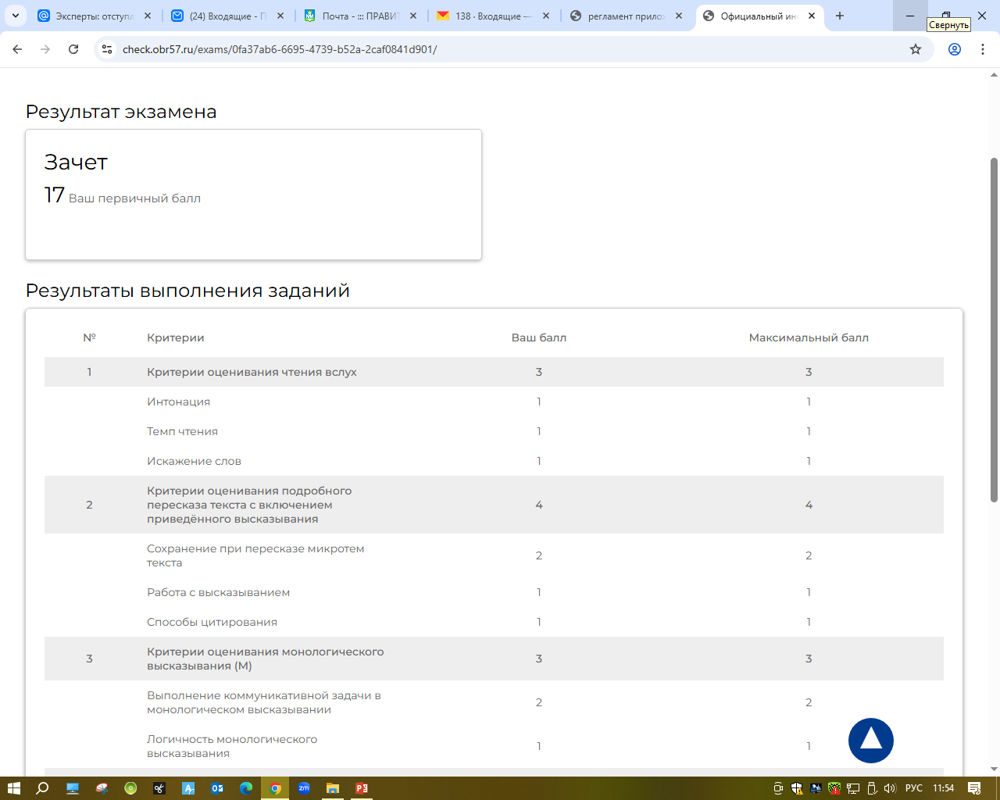 Эксперты: отступл
(24) Входящие - П
Почта - ::: ПРАВИТ
138 · Входящие —
регламент прилож
Официальный ин
Свернуть
check.obr57.ru/exams/0fa37ab6-6695-4739-b52a-2caf0841d901/
Результат экзамена
Зачет
17 Ваш первичный балл
Результаты выполнения заданий
№ Критерии Ваш балл Максимальный балл
1 Критерии оценивания чтения вслух 3 3
Интонация 1 1
Темп чтения 1 1
Искажение слов 1 1
Критерии оценивания подробного
2 пересказа текста с включением 4 4
приведённого высказывания
Сохранение при пересказе микротем
текста 2 2
Работа с высказыванием 1 1
Способы цитирования 1 1
3 Критерии оценивания монологического
высказывания (М) 3 3
Выполнение коммуникативной задачи в
монологическом высказывании 2 2
Логичность монологического
высказывания 1 1
zm
РУС 11:54